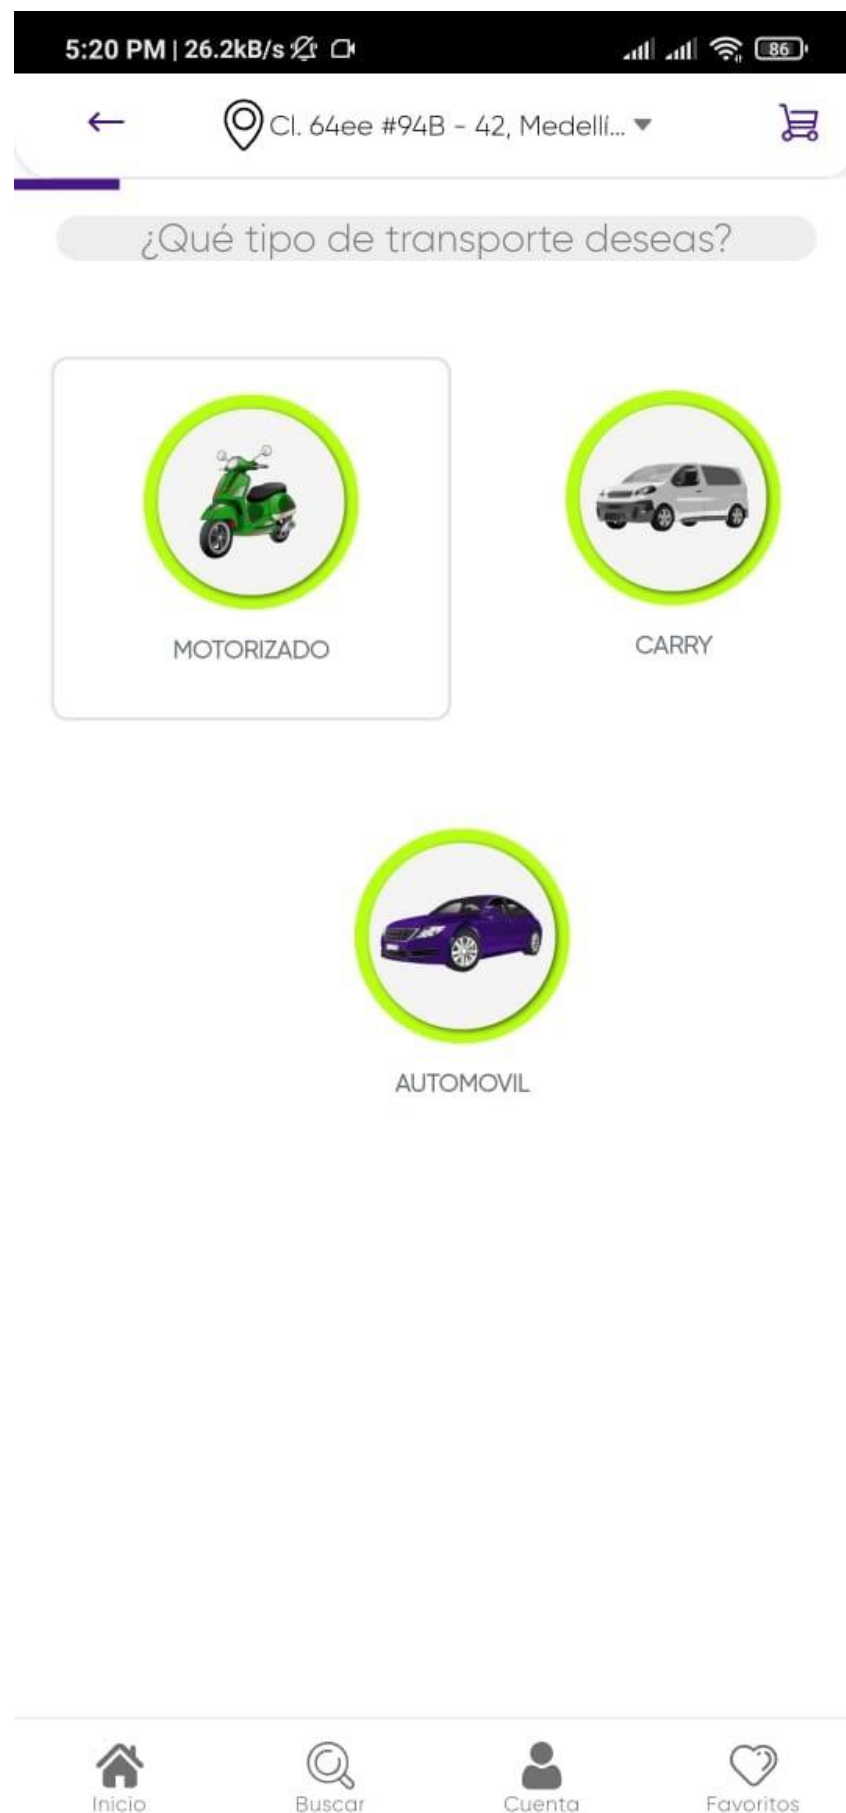 5:20 PM | 26.2kB/s
86
Cl. 64ee #94B - 42, Medellí...
¿Qué tipo de transporte deseas?
MOTORIZADO
CARRY
AUTOMOVIL
Inicio
Buscar
Cuenta
Favoritos